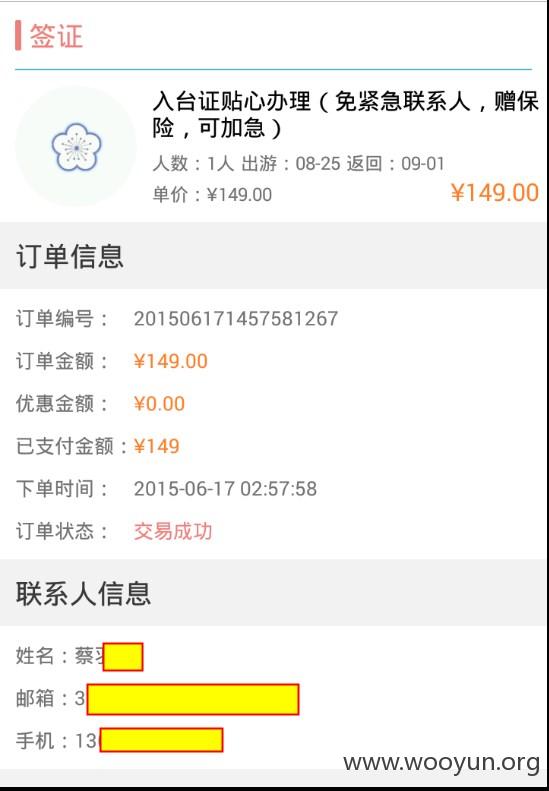 签证
入台证贴心办理（免紧急联系人，赠保
险，可加急）
人数：1人 出游：08-25 返回：09-01
单价：¥149.00
¥149.00
订单信息
订单编号： 201506171457581267
订单金额： ¥149.00
优惠金额： ¥0.00
已支付金额：¥149
下单时间： 2015-06-17 02:57:58
订单状态： 交易成功
联系人信息
姓名：蔡
邮箱：3
手机：13
www.wooyun.org